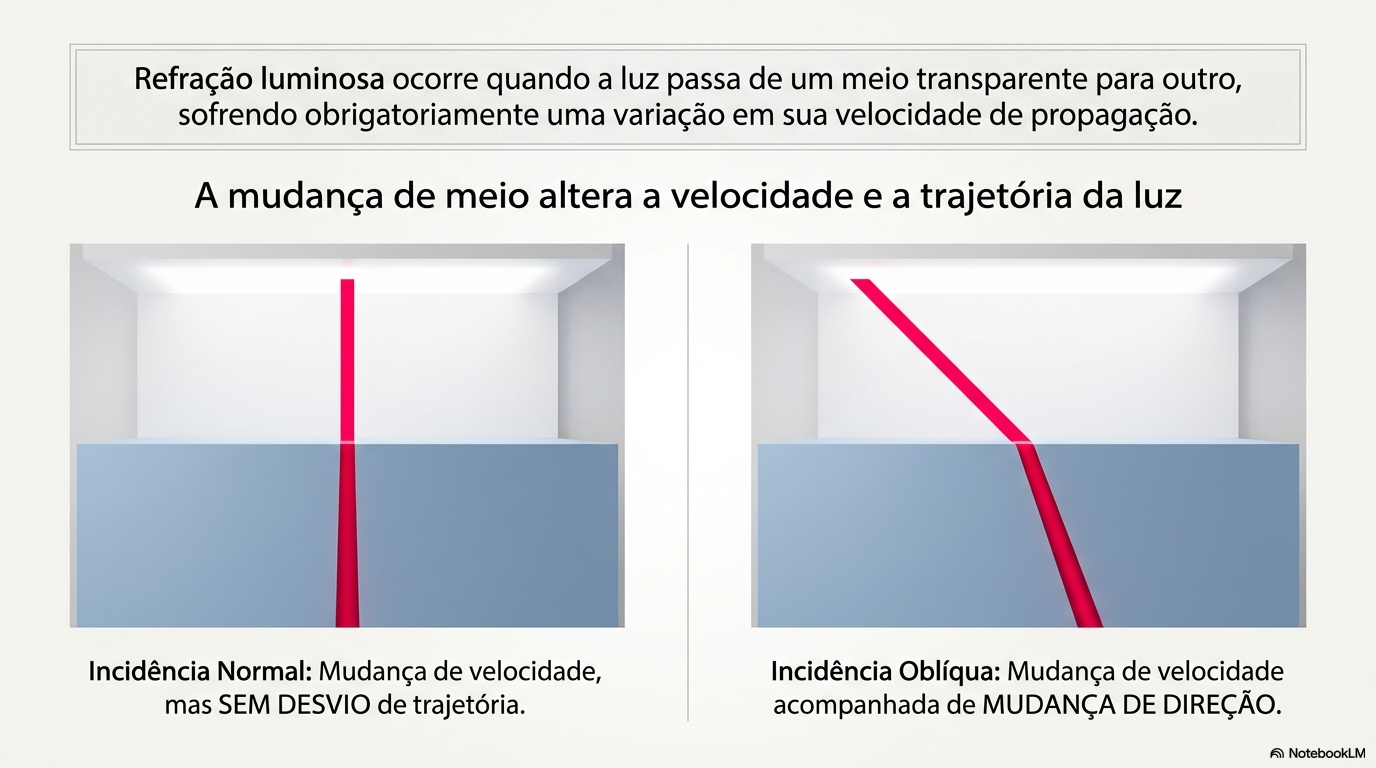 Refração luminosa ocorre quando a luz passa de um meio transparente para outro,
sofrendo obrigatoriamente uma variação em sua velocidade de propagação.
A mudança de meio altera a velocidade e a trajetória da luz
Incidência Normal: Mudança de velocidade,
mas SEM DESVIO de trajetória.
Incidência Oblíqua: Mudança de velocidade
acompanhada de MUDANÇA DE DIREÇÃO.
NotebookLM